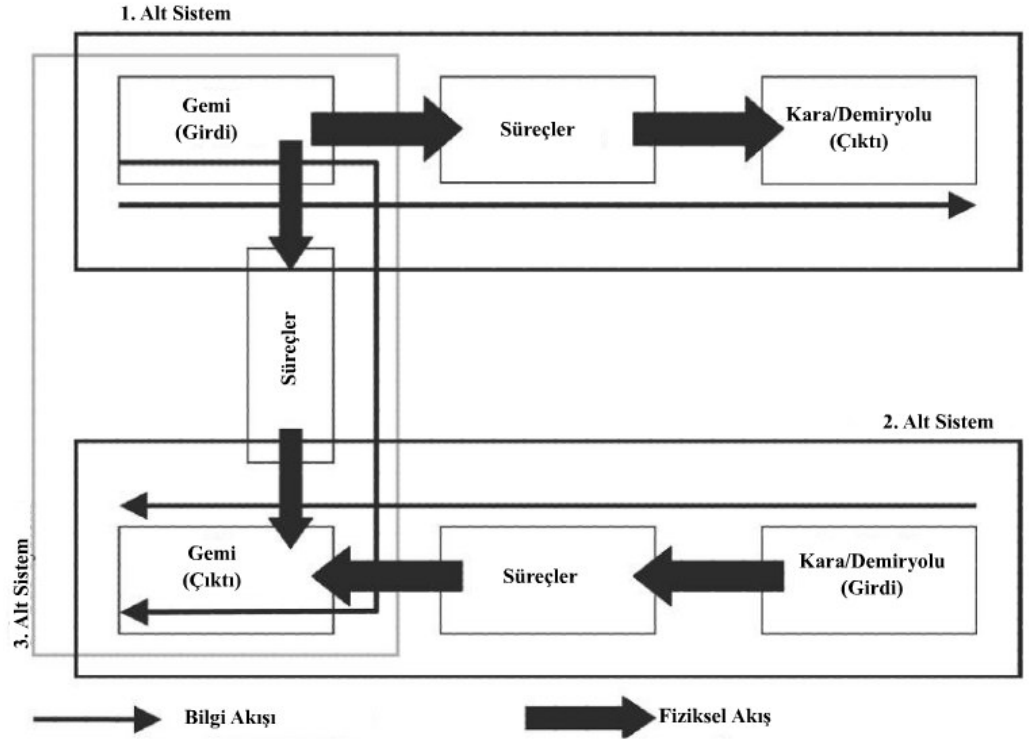 1. Alt Sistem
Gemi
(Girdi)
Süreçler
Kara/Demiryolu
(Çıktı)
Süreçler
2. Alt Sistem
3. Alt Sistem
Gemi
(Çıktı)
Süreçler
Kara/Demiryolu
(Girdi)
Bilgi Akışı
Fiziksel Akış